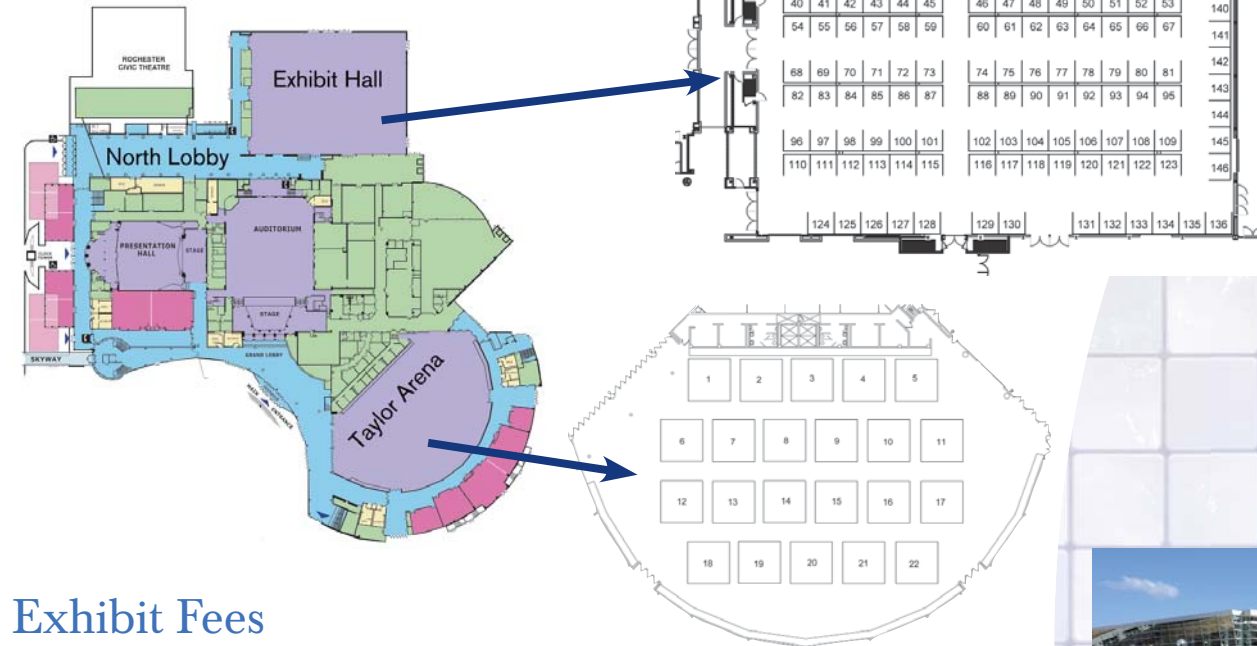 ROCHESTER
CIVIC THEATRE
Exhibit Hall
North Lobby
AUDITORIUM
PRESENTATION
HALL
STAGE
STAGE
SKYWAY
GRAND LOBBY
MAIN ENTRANCE
Taylor Arena
40 41 42 43 44 45 46 47 48 49 50 51 52 53
140
54 55 56 57 58 59 60 61 62 63 64 65 66 67
141
142
68 69 70 71 72 73 74 75 76 77 78 79 80 81
143
82 83 84 85 86 87 88 89 90 91 92 93 94 95
144
96 97 98 99 100 101 102 103 104 105 106 107 108 109
145
110 111 112 113 114 115 116 117 118 119 120 121 122 123
146
124 125 126 127 128 129 130 131 132 133 134 135 136
1 2 3 4 5
6 7 8 9 10 11
12 13 14 15 16 17
18 19 20 21 22
Exhibit Fees